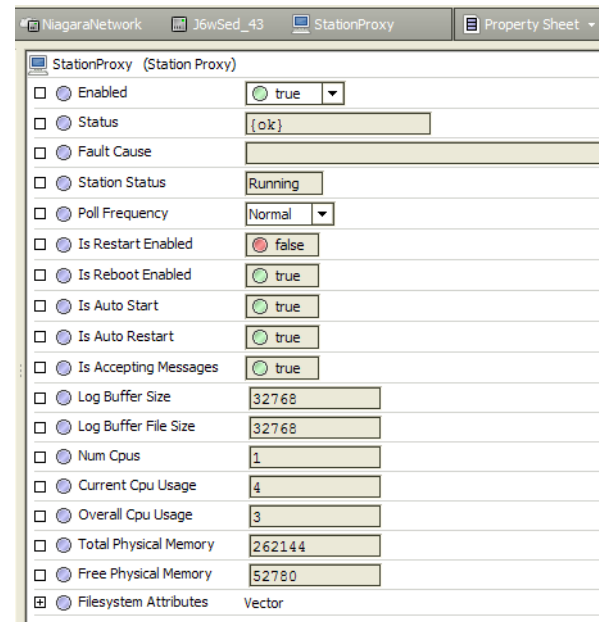 NiagaraNetwork J6wSed_43 StationProxy Property Sheet
StationProxy (Station Proxy)
Enabled true
Status {ok}
Fault Cause
Station Status Running
Poll Frequency Normal
Is Restart Enabled false
Is Reboot Enabled true
Is Auto Start true
Is Auto Restart true
Is Accepting Messages true
Log Buffer Size 32768
Log Buffer File Size 32768
Num Cpus 1
Current Cpu Usage 4
Overall Cpu Usage 3
Total Physical Memory 262144
Free Physical Memory 52780
Filesystem Attributes Vector